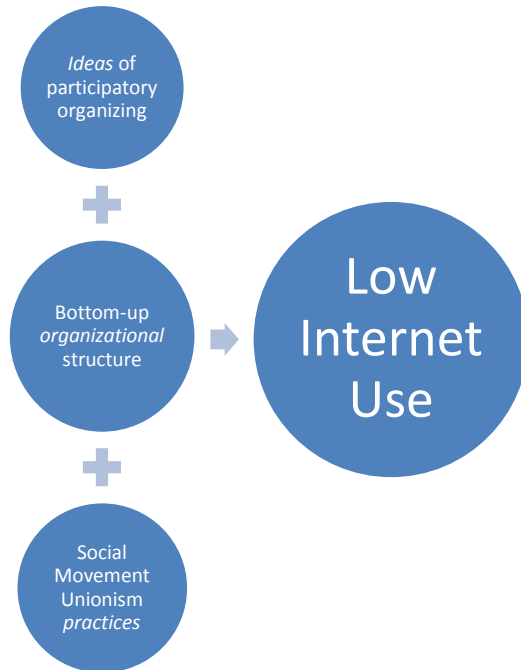 Ideas of
participatory
organizing
Bottom-up
organizational
structure
Social
Movement
Unionism
practices
Low
Internet
Use